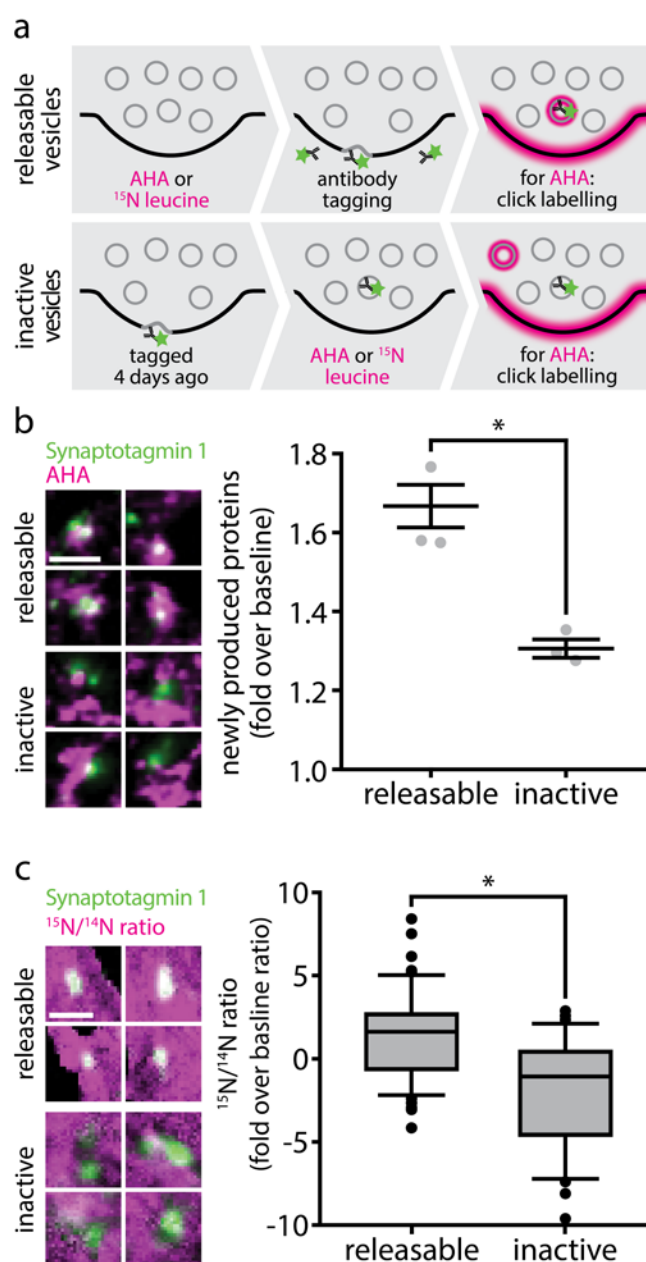 a
releasable
vesicles
AHA or
¹⁵N leucine
antibody
tagging
for AHA:
click labelling
inactive
vesicles
tagged
4 days ago
AHA or ¹⁵N
leucine
for AHA:
click labelling
b
Synaptotagmin 1
AHA
releasable
inactive
newly produced proteins
(fold over baseline)
1.8
1.6
1.4
1.2
1.0
*
releasable
inactive
c
Synaptotagmin 1
¹⁵N/¹⁴N ratio
releasable
inactive
¹⁵N/¹⁴N ratio
(fold over basline ratio)
10
5
0
-5
-10
*
releasable
inactive